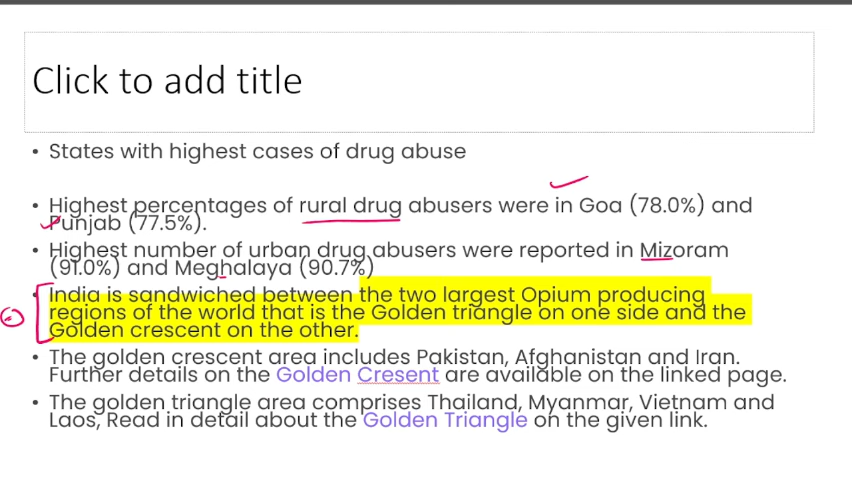 Click to add title
• States with highest cases of drug abuse
• Highest percentages of rural drug abusers were in Goa (78.0%) and
Punjab (77.5%).
• Highest number of urban drug abusers were reported in Mizoram
(91.0%) and Meghalaya (90.7%)
• India is sandwiched between the two largest Opium producing
regions of the world that is the Golden triangle on one side and the
Golden crescent on the other.
• The golden crescent area includes Pakistan, Afghanistan and Iran.
Further details on the Golden Cresent are available on the linked page.
• The golden triangle area comprises Thailand, Myanmar, Vietnam and
Laos, Read in detail about the Golden Triangle on the given link.